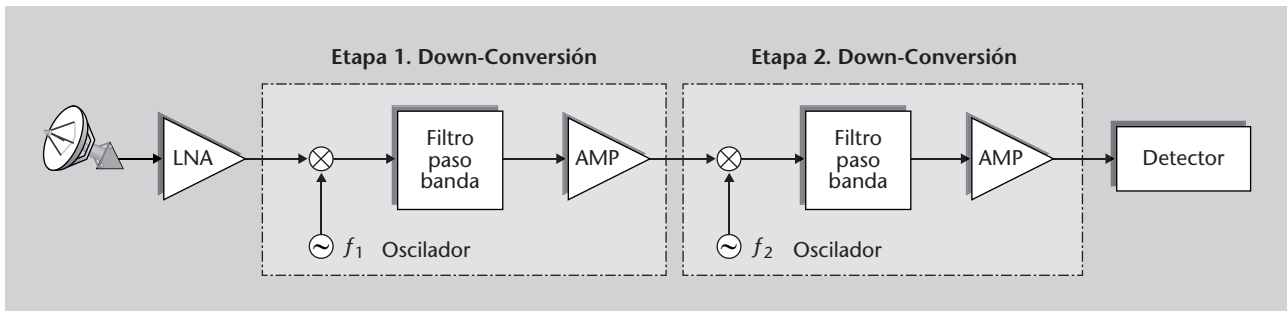 Etapa 1. Down-Conversión
Etapa 2. Down-Conversión
LNA
Filtro
paso
banda
AMP
Filtro
paso
banda
AMP
Detector
f₁ Oscilador
f₂ Oscilador